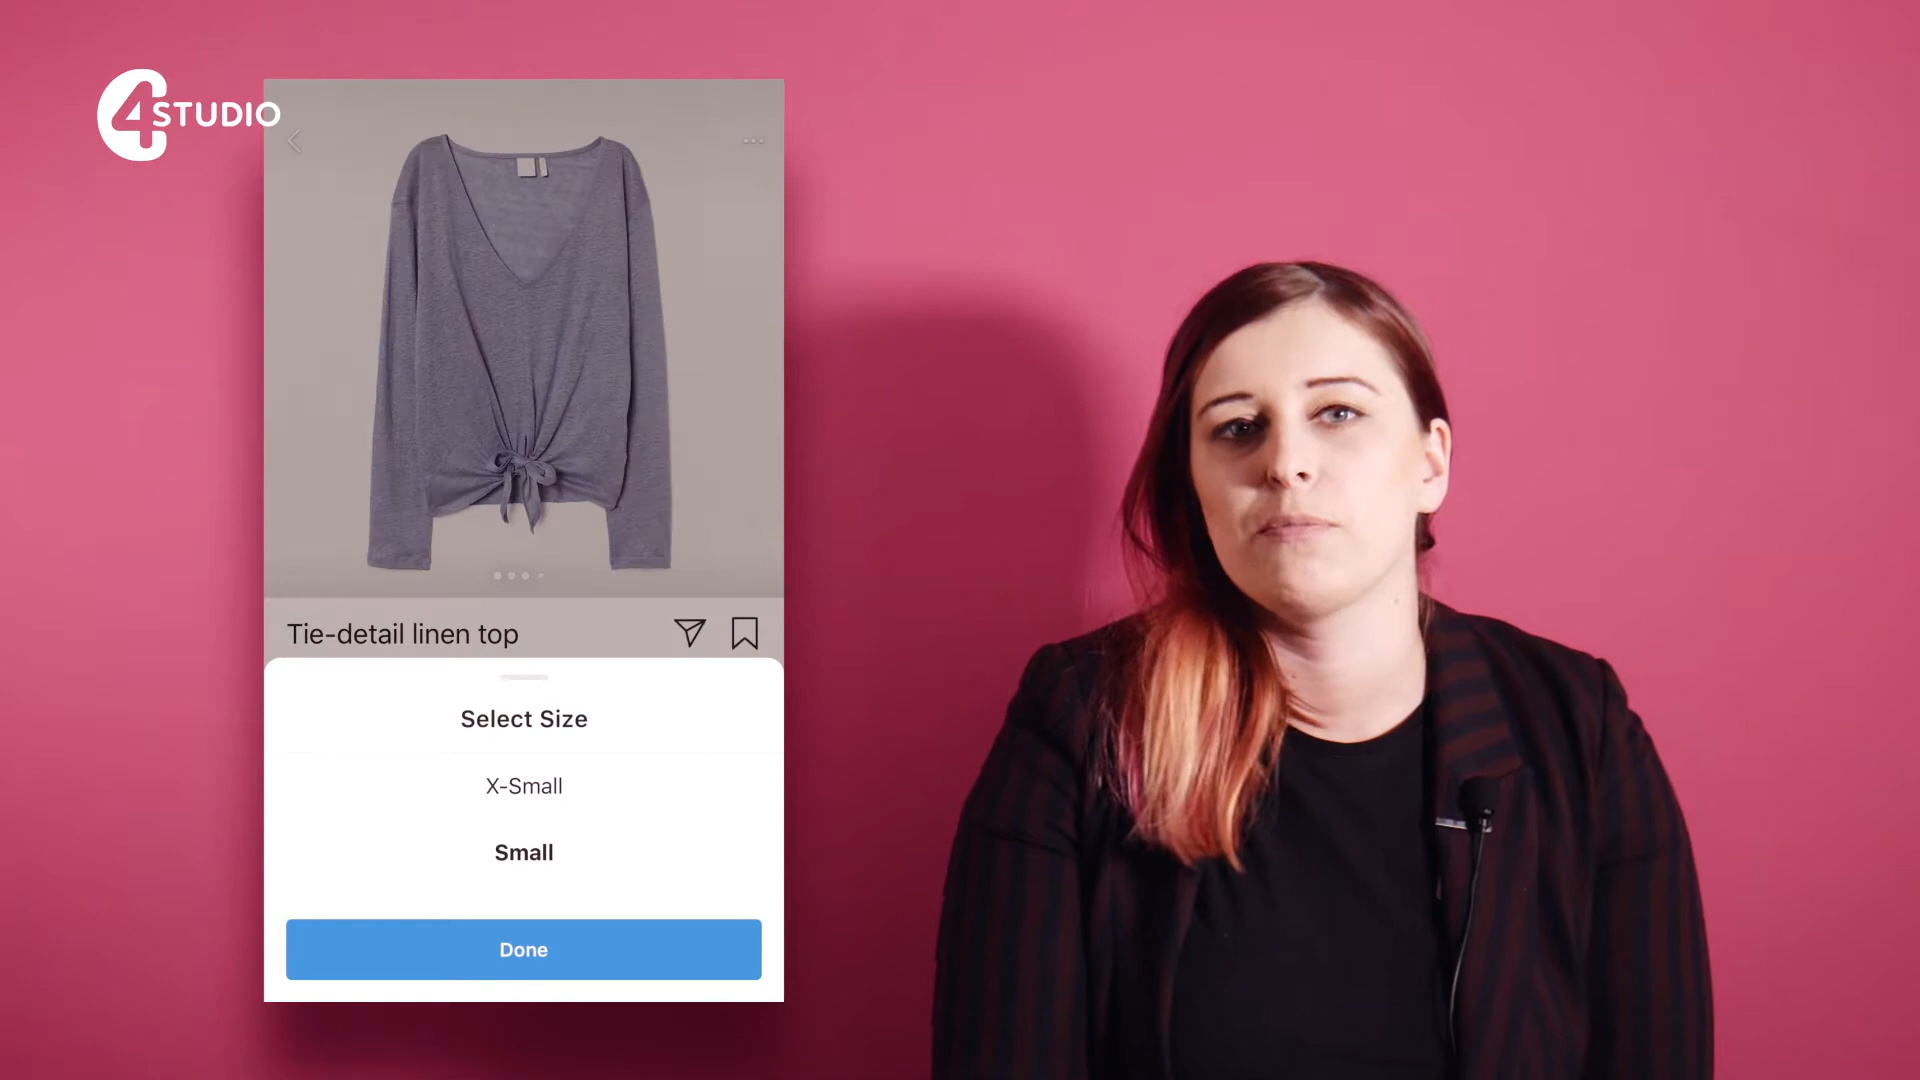 4STUDIO
Tie-detail linen top
Select Size
X-Small
Small
Done